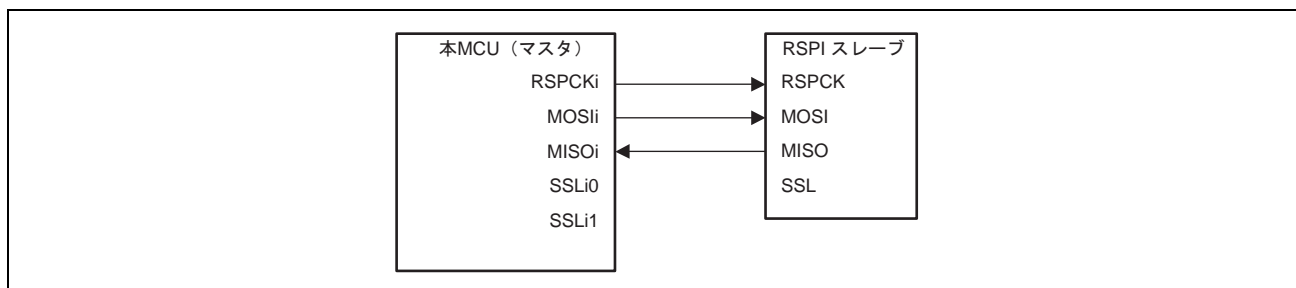 本MCU(マスタ)
RSPCKi
MOSIi
MISOi
SSLi0
SSLi1
RSPI スレーブ
RSPCK
MOSI
MISO
SSL